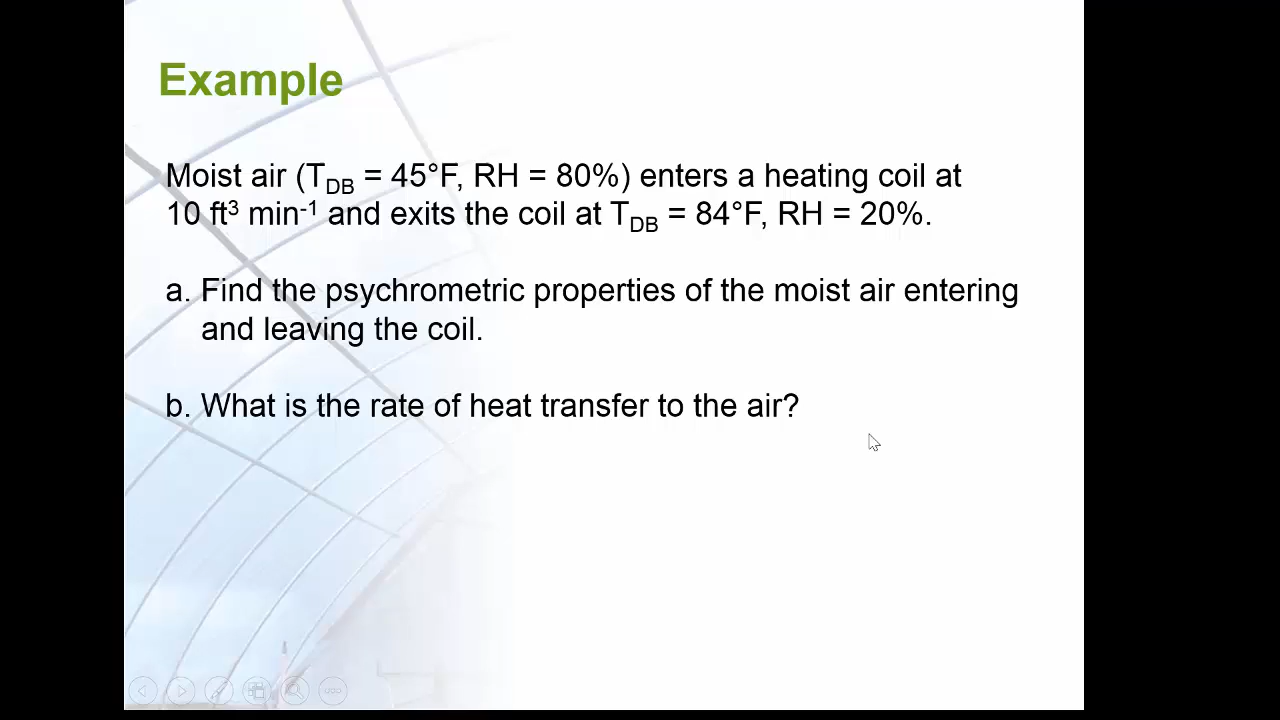 Example
Moist air (T_DB = 45°F, RH = 80%) enters a heating coil at
10 ft³ min⁻¹ and exits the coil at T_DB = 84°F, RH = 20%.
a. Find the psychrometric properties of the moist air entering
and leaving the coil.
b. What is the rate of heat transfer to the air?